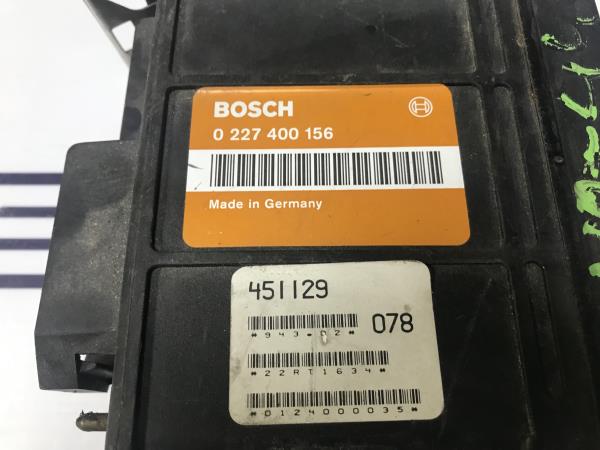 BOSCH
0 227 400 156
Made in Germany
451129
078
*22RT1634*
*0124000035*